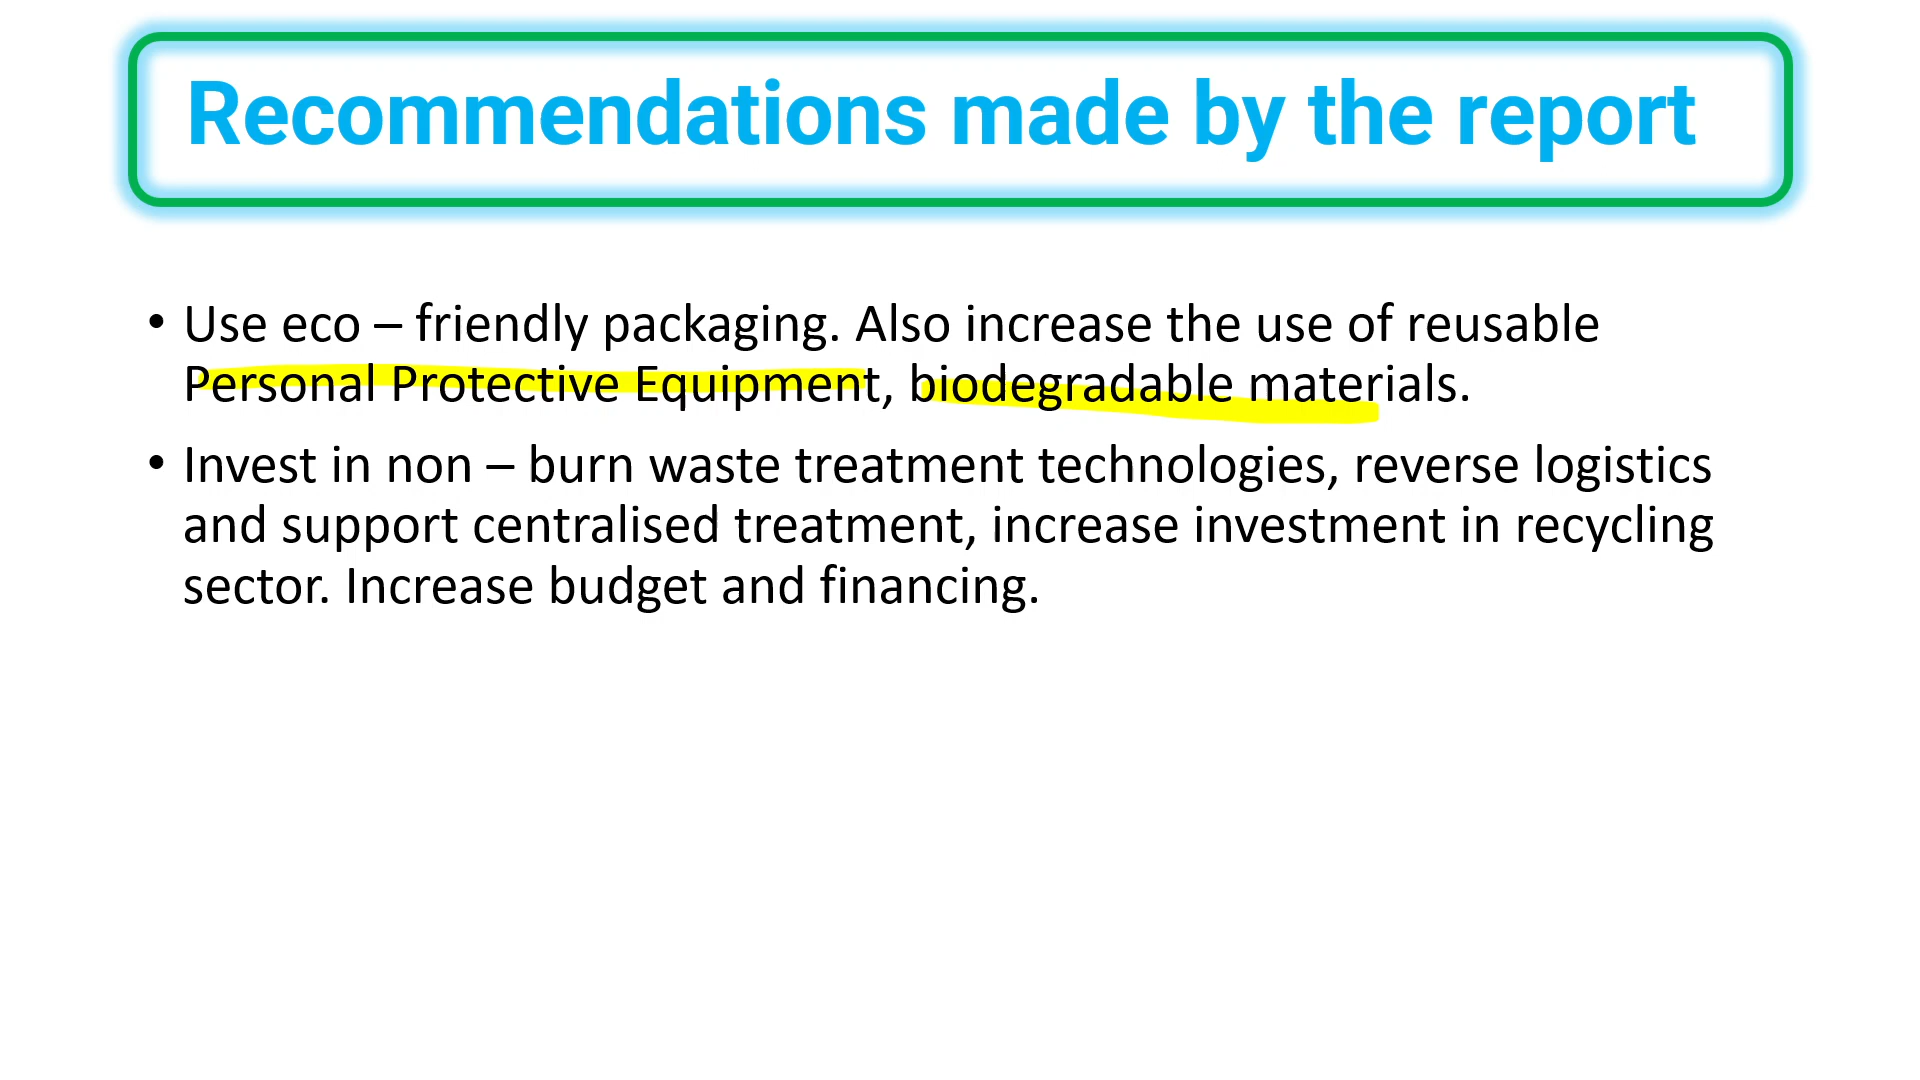 Recommendations made by the report
• Use eco – friendly packaging. Also increase the use of reusable
Personal Protective Equipment, biodegradable materials.
• Invest in non – burn waste treatment technologies, reverse logistics
and support centralised treatment, increase investment in recycling
sector. Increase budget and financing.